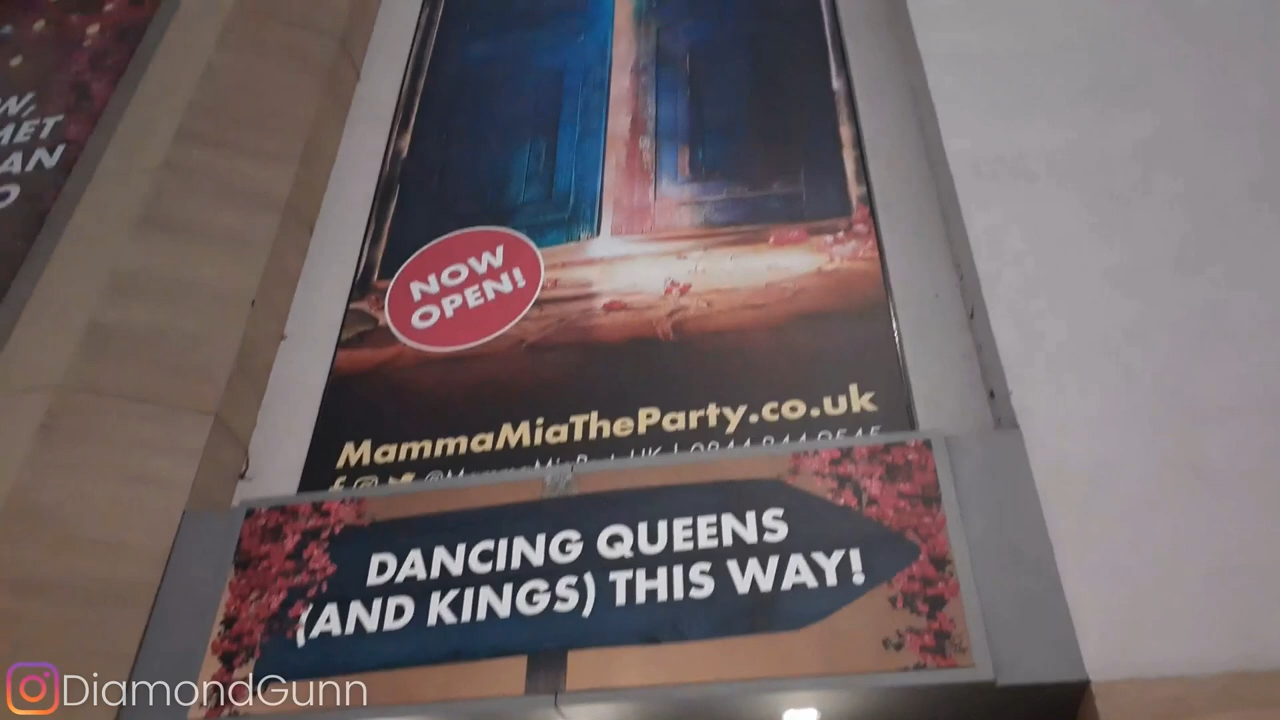 NOW
OPEN!
MammaMiaTheParty.co.uk
DANCING QUEENS
(AND KINGS) THIS WAY!
DiamondGunn